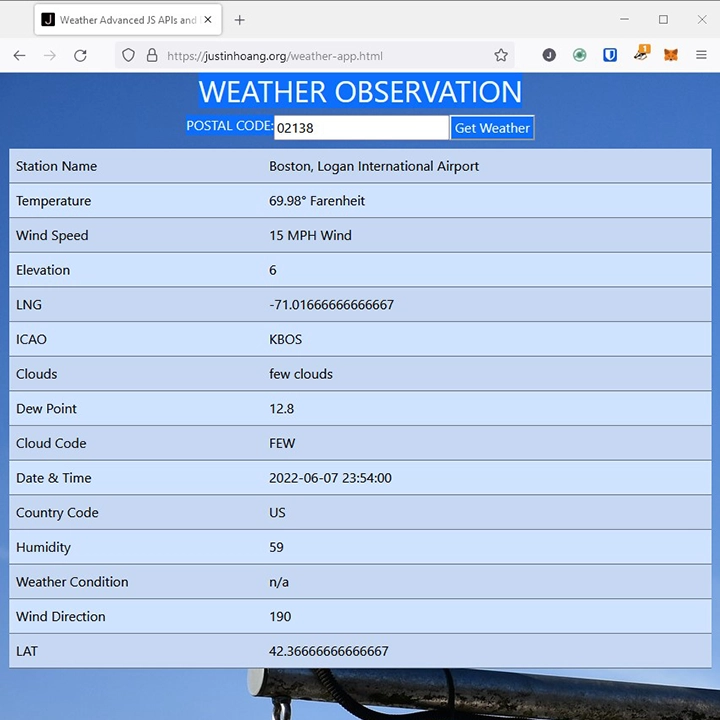 Weather Advanced JS APIs and
https://justinhoang.org/weather-app.html
J
1
WEATHER OBSERVATION
POSTAL CODE: 02138 Get Weather
Station Name Boston, Logan International Airport
Temperature 69.98° Farenheit
Wind Speed 15 MPH Wind
Elevation 6
LNG -71.01666666666667
ICAO KBOS
Clouds few clouds
Dew Point 12.8
Cloud Code FEW
Date & Time 2022-06-07 23:54:00
Country Code US
Humidity 59
Weather Condition n/a
Wind Direction 190
LAT 42.36666666666667